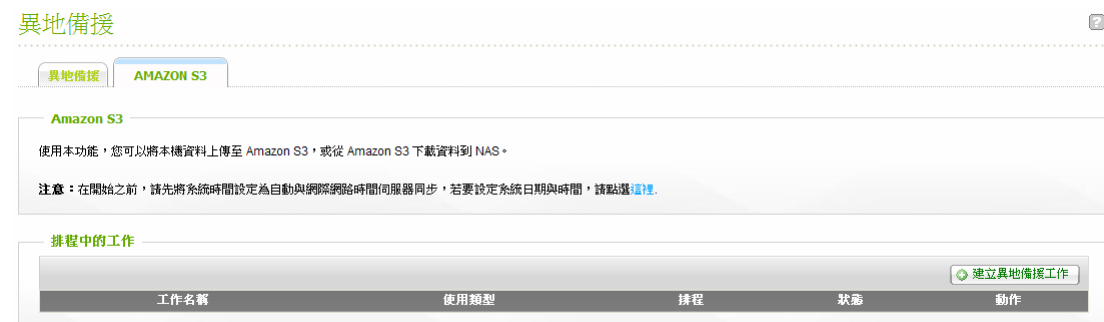 異地備援
?
異地備援 AMAZON S3
Amazon S3
使用本功能，您可以將本機資料上傳至 Amazon S3，或從 Amazon S3 下載資料到 NAS。
注意：在開始之前，請先將系統時間設定為自動與網際網路時間伺服器同步，若要設定系統日期與時間，請點選這裡.
排程中的工作
建立異地備援工作
工作名稱 使用類型 排程 狀態 動作